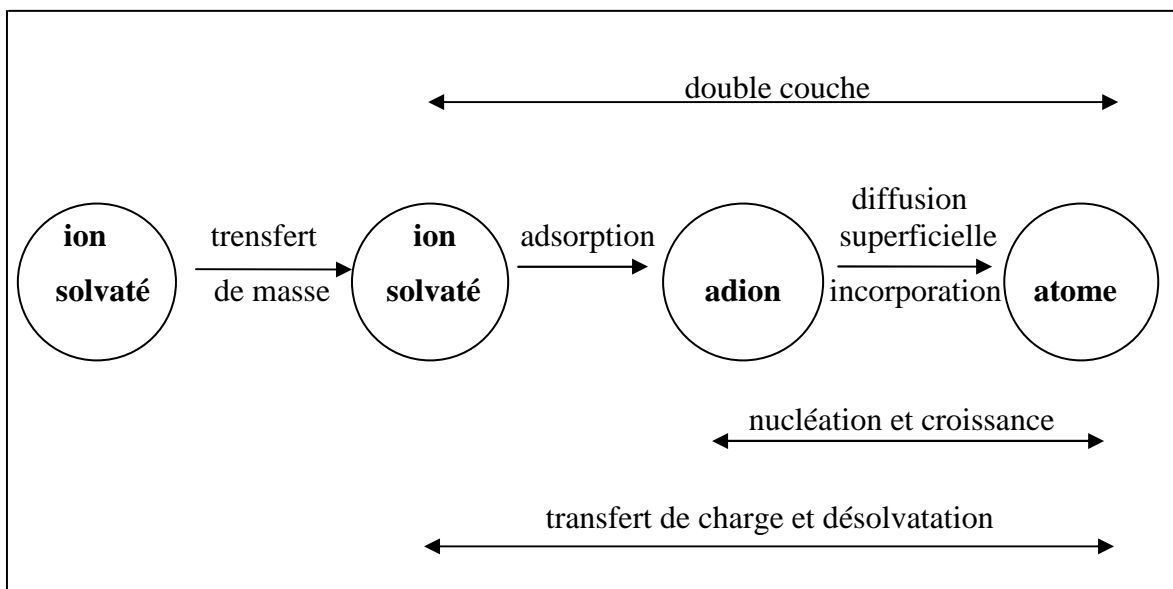 double couche
ion
solvaté
trensfert
de masse
ion
solvaté
adsorption
adion
diffusion
superficielle
incorporation
atome
nucléation et croissance
transfert de charge et désolvatation